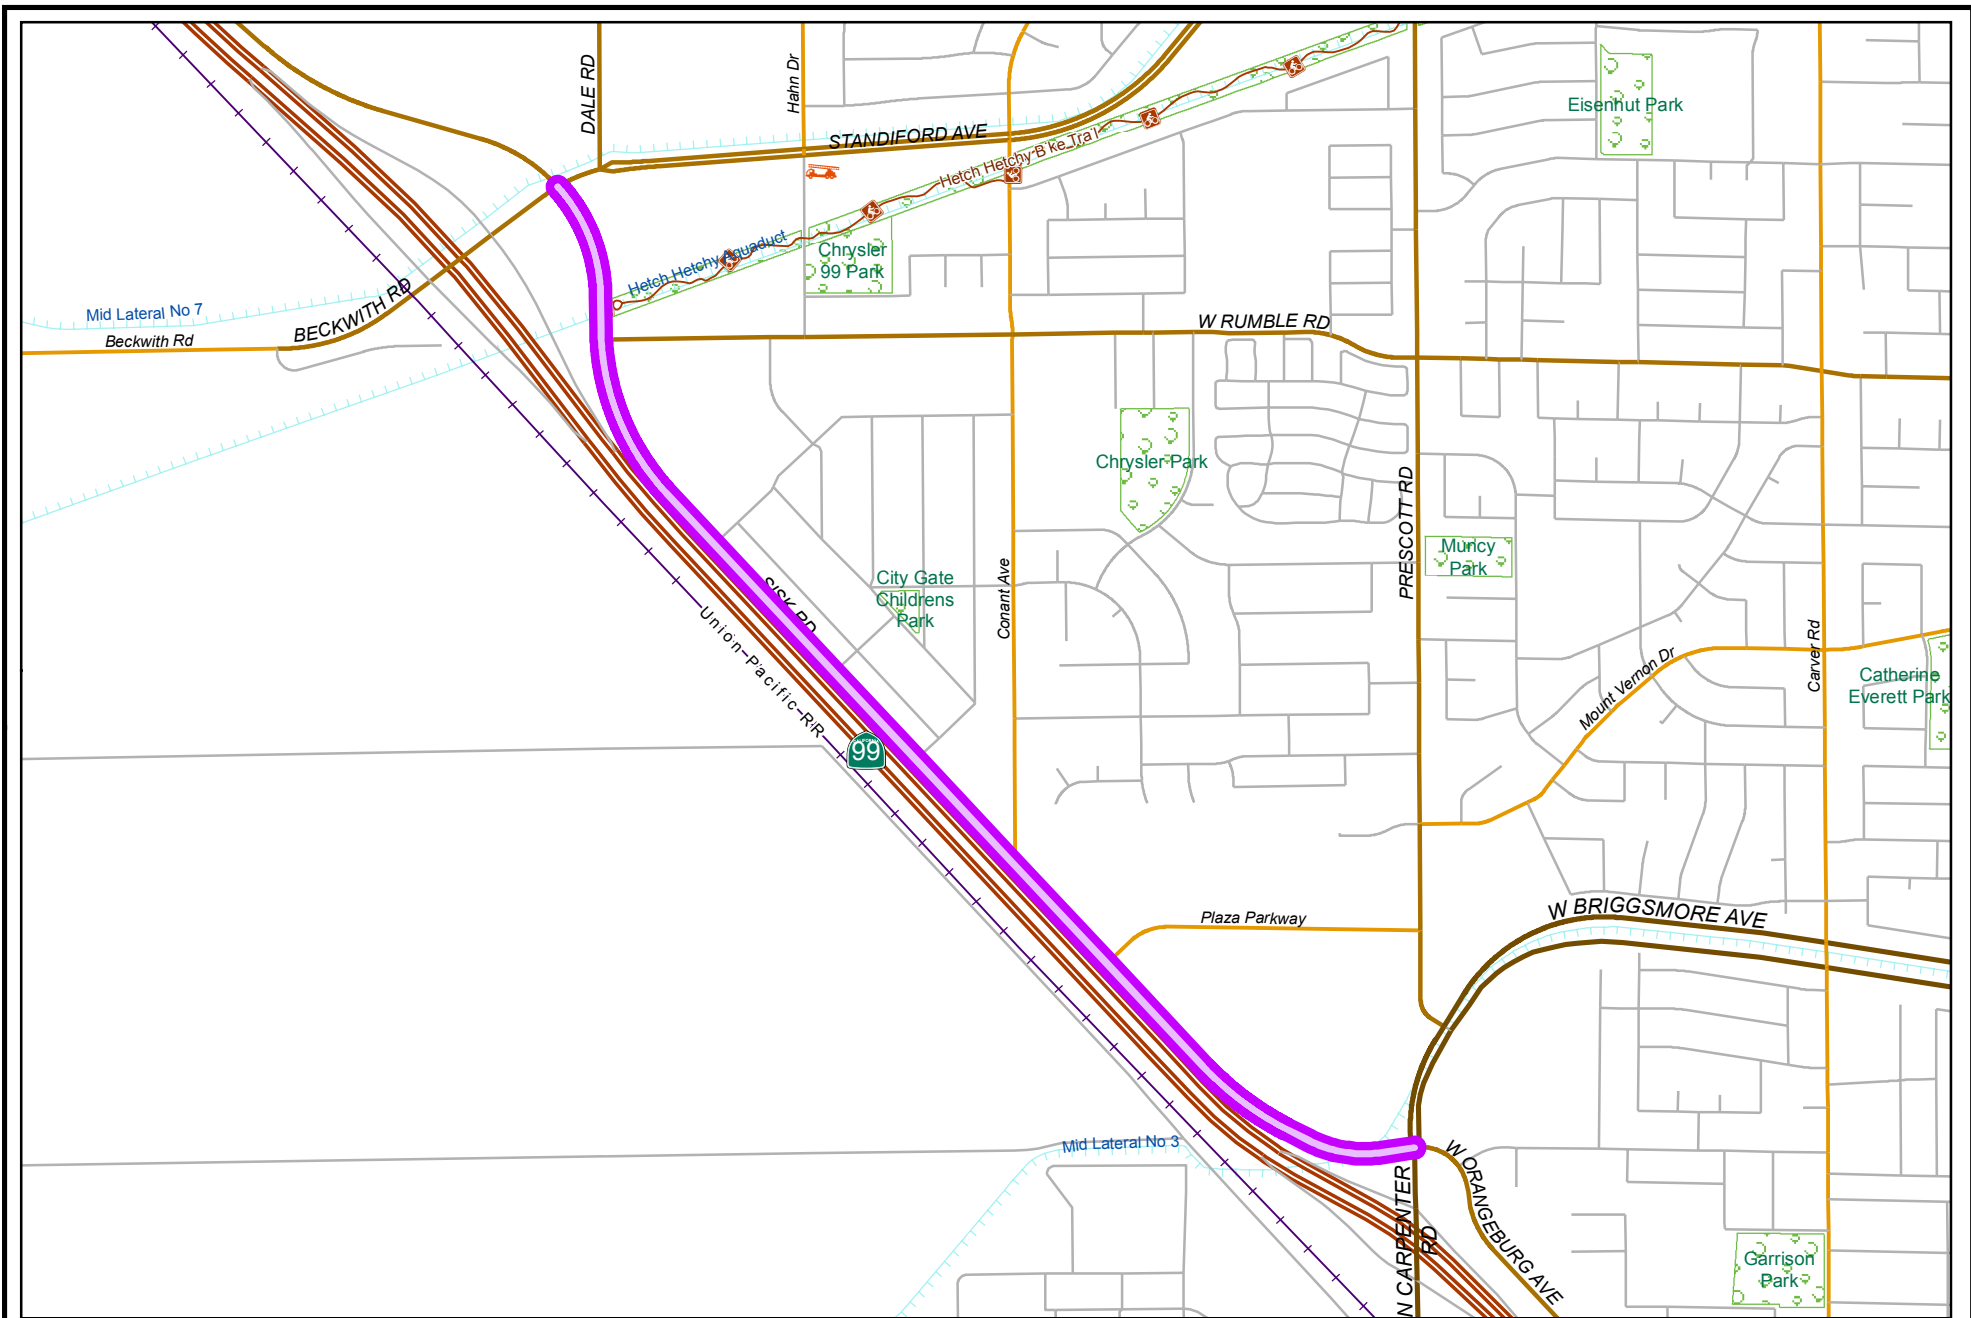 DALE RD
Hahn Dr
STANDIFORD AVE
Hetch Hetchy Bike Trail
Eisenhut Park
Hetch Hetchy Aquaduct
Chrysler
99 Park
Mid Lateral No 7
BECKWITH RD
Beckwith Rd
W RUMBLE RD
Chrysler Park
PRESCOTT RD
Muncy
Park
City Gate
Childrens
Park
Conant Ave
SISK RD
Union Pacific RR
CALIFORNIA
99
Mount Vernon Dr
Carver Rd
Catherine
Everett Park
Plaza Parkway
W BRIGGSMORE AVE
Mid Lateral No 3
N CARPENTER
RD
W ORANGEBURG AVE
Garrison
Park